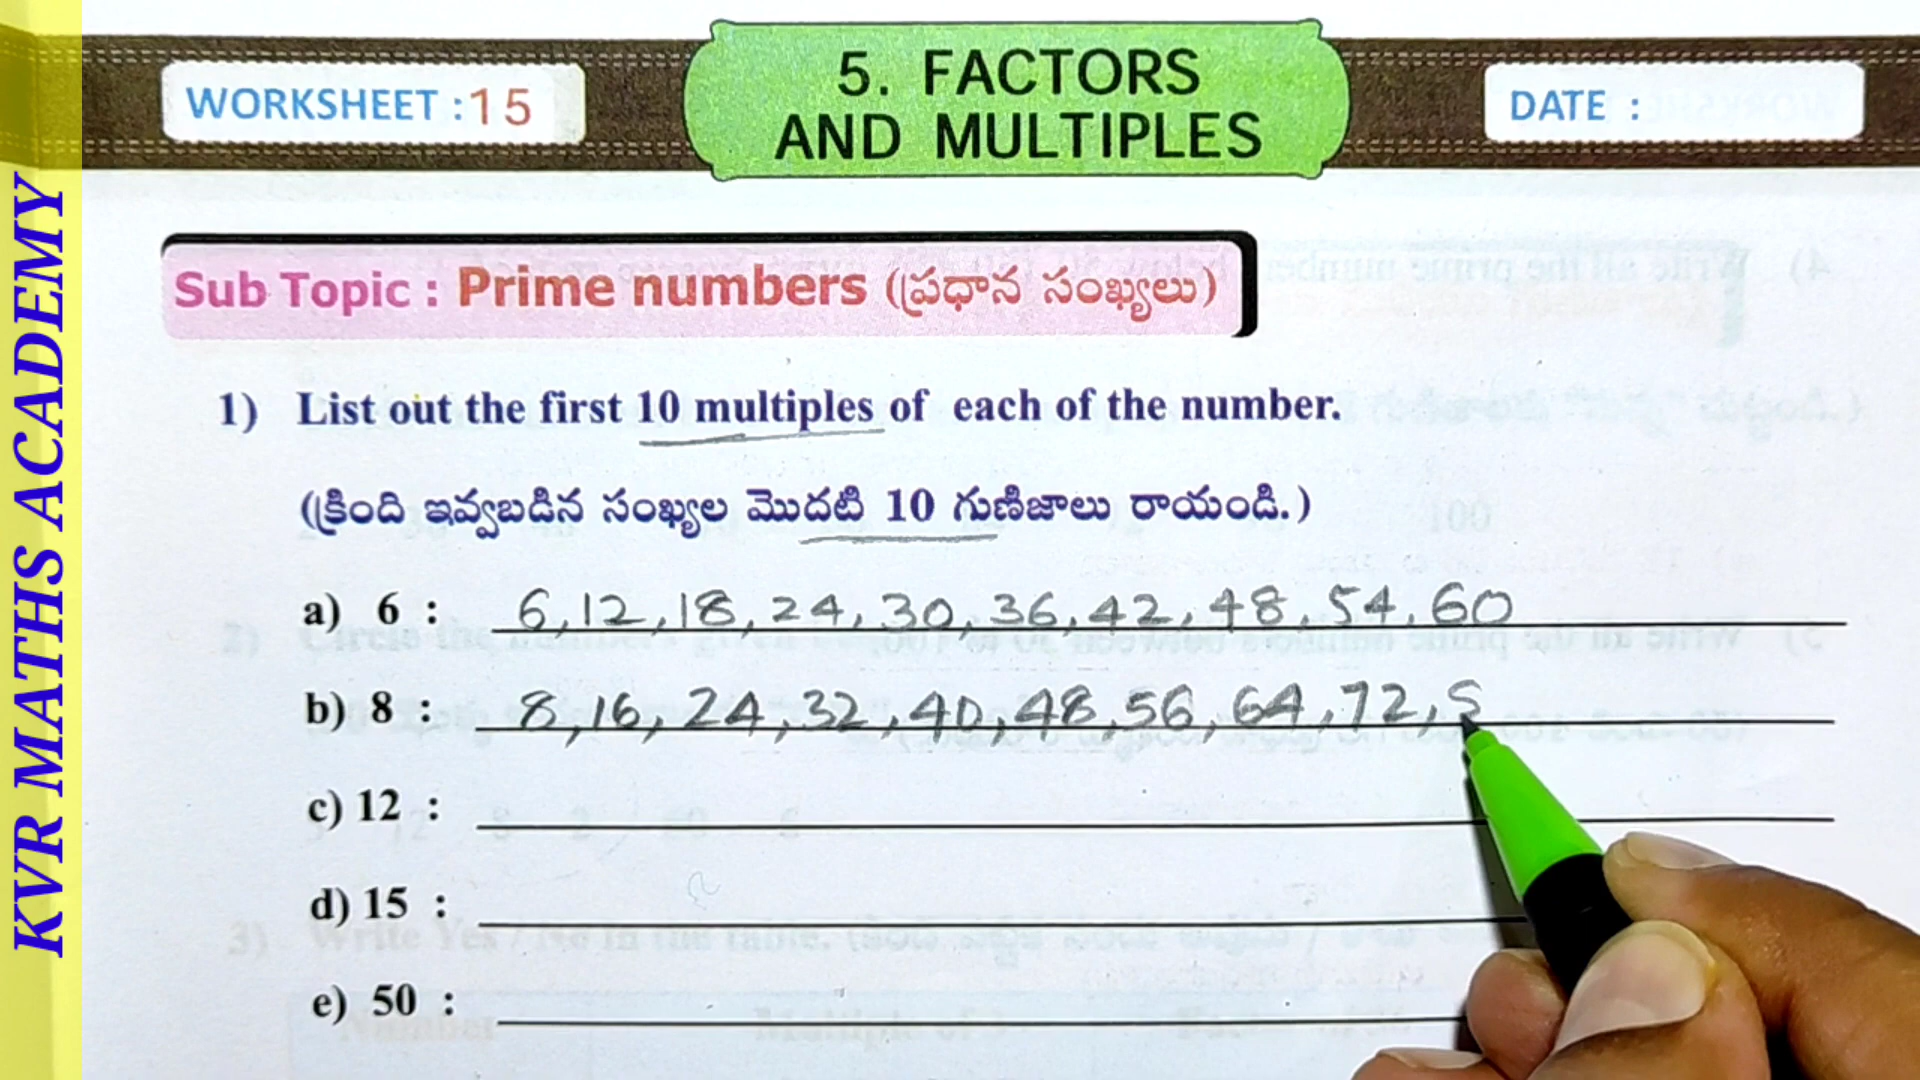 KVR MATHS ACADEMY
WORKSHEET : 15
5. FACTORS
AND MULTIPLES
DATE :
Sub Topic : Prime numbers (ప్రధాన సంఖ్యలు)
1) List out the first 10 multiples of each of the number.
(క్రింది ఇవ్వబడిన సంఖ్యల మొదటి 10 గుణిజాలు రాయండి.)
a) 6 : 6, 12, 18, 24, 30, 36, 42, 48, 54, 60
b) 8 : 8, 16, 24, 32, 40, 48, 56, 64, 72,
c) 12 :
d) 15 :
e) 50 :